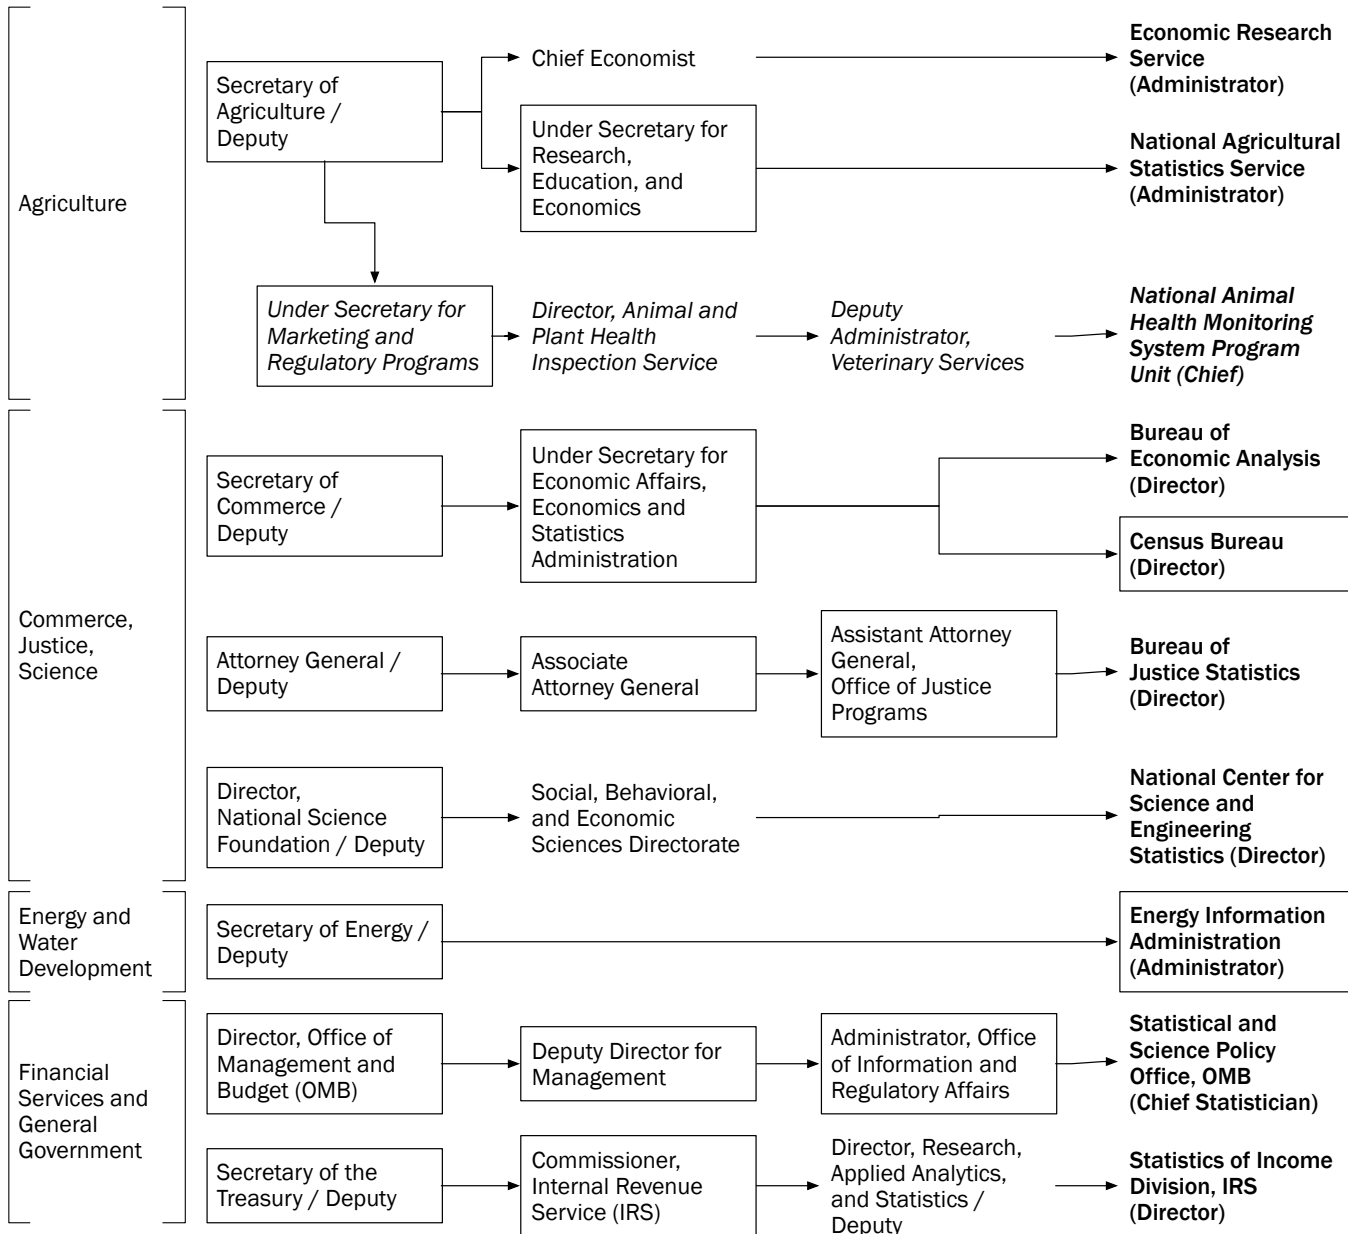 Agriculture
Secretary of
Agriculture /
Deputy
Chief Economist
Economic Research
Service
(Administrator)
Under Secretary for
Research,
Education, and
Economics
National Agricultural
Statistics Service
(Administrator)
Under Secretary for
Marketing and
Regulatory Programs
Director, Animal and
Plant Health
Inspection Service
Deputy
Administrator,
Veterinary Services
National Animal
Health Monitoring
System Program
Unit (Chief)
Commerce,
Justice,
Science
Secretary of
Commerce /
Deputy
Under Secretary for
Economic Affairs,
Economics and
Statistics
Administration
Bureau of
Economic Analysis
(Director)
Census Bureau
(Director)
Attorney General /
Deputy
Associate
Attorney General
Assistant Attorney
General,
Office of Justice
Programs
Bureau of
Justice Statistics
(Director)
Director,
National Science
Foundation / Deputy
Social, Behavioral,
and Economic
Sciences Directorate
National Center for
Science and
Engineering
Statistics (Director)
Energy and
Water
Development
Secretary of Energy /
Deputy
Energy Information
Administration
(Administrator)
Financial
Services and
General
Government
Director, Office of
Management and
Budget (OMB)
Deputy Director for
Management
Administrator, Office
of Information and
Regulatory Affairs
Statistical and
Science Policy
Office, OMB
(Chief Statistician)
Secretary of the
Treasury / Deputy
Commissioner,
Internal Revenue
Service (IRS)
Director, Research,
Applied Analytics,
and Statistics /
Deputy
Statistics of Income
Division, IRS
(Director)